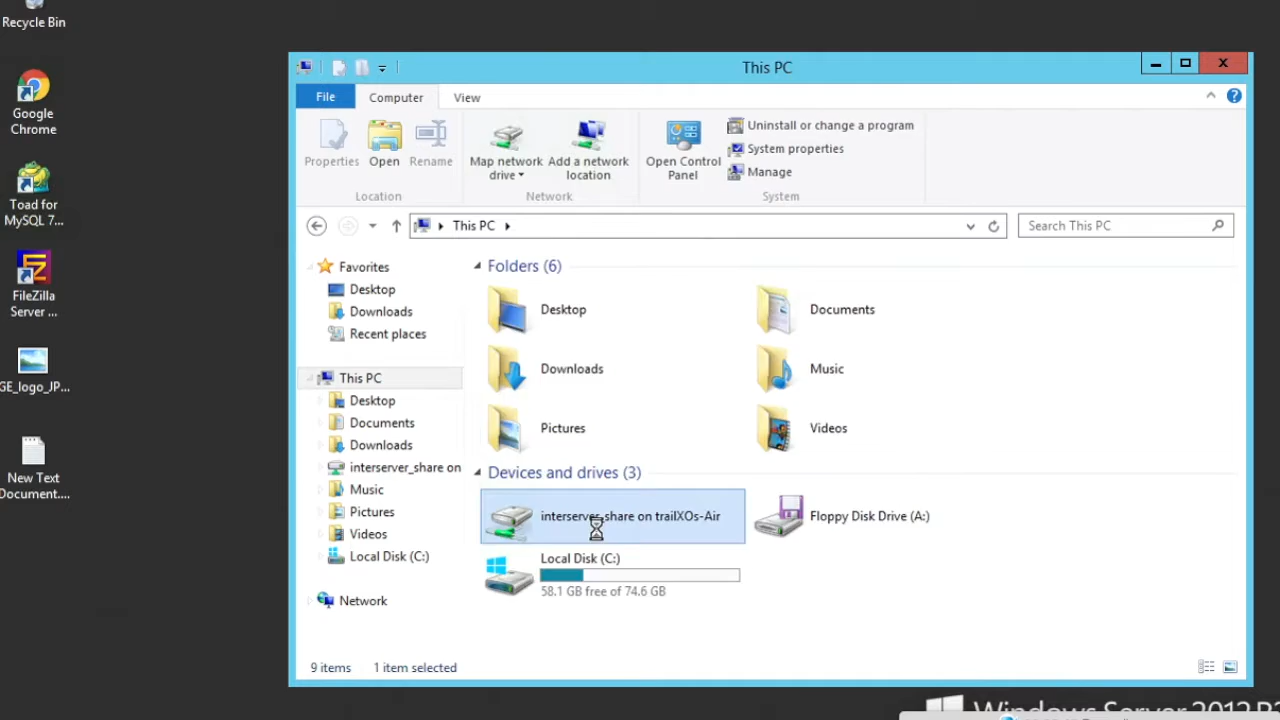 Recycle Bin
Google
Chrome
Toad for
MySQL 7...
FileZilla
Server ...
GE_logo_JP...
New Text
Document....
This PC
File
Computer
View
Properties
Open
Rename
Location
Map network
drive
Add a network
location
Network
Open Control
Panel
Uninstall or change a program
System properties
Manage
System
This PC
Search This PC
Favorites
Desktop
Downloads
Recent places
This PC
Desktop
Documents
Downloads
interserver_share on
Music
Pictures
Videos
Local Disk (C:)
Network
Folders (6)
Desktop
Documents
Downloads
Music
Pictures
Videos
Devices and drives (3)
interserver_share on trailXOs-Air
Floppy Disk Drive (A:)
Local Disk (C:)
58.1 GB free of 74.6 GB
9 items
1 item selected
Windows Server 2012 R2